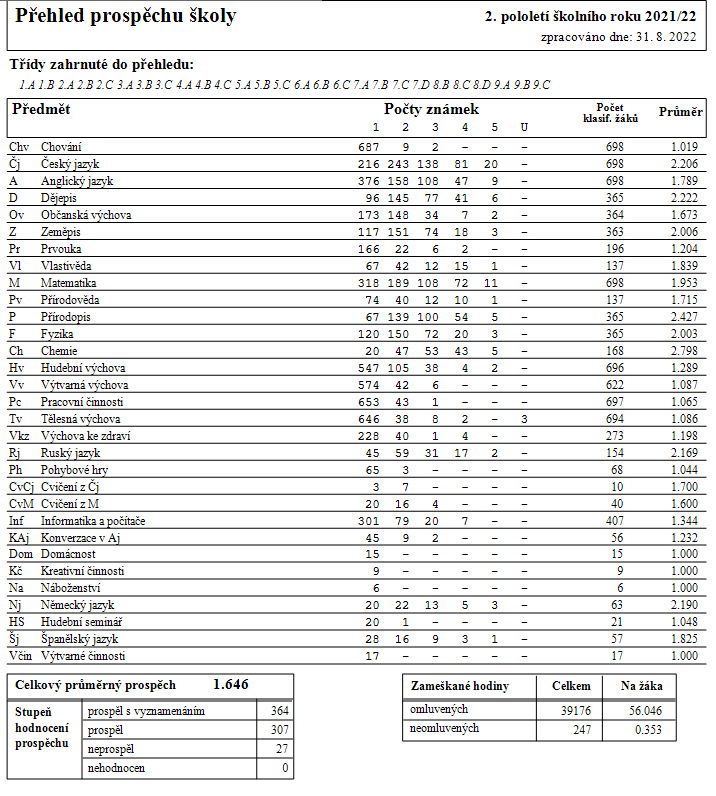 Přehled prospěchu školy
2. pololetí školního roku 2021/22
zpracováno dne: 31. 8. 2022
Třídy zahrnuté do přehledu:
1.A 1.B 2.A 2.B 2.C 3.A 3.B 3.C 4.A 4.B 4.C 5.A 5.B 5.C 6.A 6.B 6.C 7.A 7.B 7.C 7.D 8.B 8.C 8.D 9.A 9.B 9.C
Předmět Počty známek Počet klasif. žáků Průměr
1 2 3 4 5 U
Chv Chování 687 9 2 – – – 698 1.019
Čj Český jazyk 216 243 138 81 20 – 698 2.206
A Anglický jazyk 376 158 108 47 9 – 698 1.789
D Dějepis 96 145 77 41 6 – 365 2.222
Ov Občanská výchova 173 148 34 7 2 – 364 1.673
Z Zeměpis 117 151 74 18 3 – 363 2.006
Pr Prvouka 166 22 6 2 – – 196 1.204
Vl Vlastivěda 67 42 12 15 1 – 137 1.839
M Matematika 318 189 108 72 11 – 698 1.953
Pv Přírodověda 74 40 12 10 1 – 137 1.715
P Přírodopis 67 139 100 54 5 – 365 2.427
F Fyzika 120 150 72 20 3 – 365 2.003
Ch Chemie 20 47 53 43 5 – 168 2.798
Hv Hudební výchova 547 105 38 4 2 – 696 1.289
Vv Výtvarná výchova 574 42 6 – – – 622 1.087
Pc Pracovní činnosti 653 43 1 – – – 697 1.065
Tv Tělesná výchova 646 38 8 2 – 3 694 1.086
Vkz Výchova ke zdraví 228 40 1 4 – – 273 1.198
Rj Ruský jazyk 45 59 31 17 2 – 154 2.169
Ph Pohybové hry 65 3 – – – – 68 1.044
CvČj Cvičení z Čj 3 7 – – – – 10 1.700
CvM Cvičení z M 20 16 4 – – – 40 1.600
Inf Informatika a počítače 301 79 20 7 – – 407 1.344
KAj Konverzace v Aj 45 9 2 – – – 56 1.232
Dom Domácnost 15 – – – – – 15 1.000
Kč Kreativní činnosti 9 – – – – – 9 1.000
Na Náboženství 6 – – – – – 6 1.000
Nj Německý jazyk 20 22 13 5 3 – 63 2.190
HS Hudební seminář 20 1 – – – – 21 1.048
Šj Španělský jazyk 28 16 9 3 1 – 57 1.825
Včin Výtvarné činnosti 17 – – – – – 17 1.000
Celkový průměrný prospěch 1.646
Stupeň hodnocení prospěchu
prospěl s vyznamenáním 364
prospěl 307
neprospěl 27
nehodnocen 0
Zameškané hodiny Celkem Na žáka
omluvených 39176 56.046
neomluvených 247 0.353